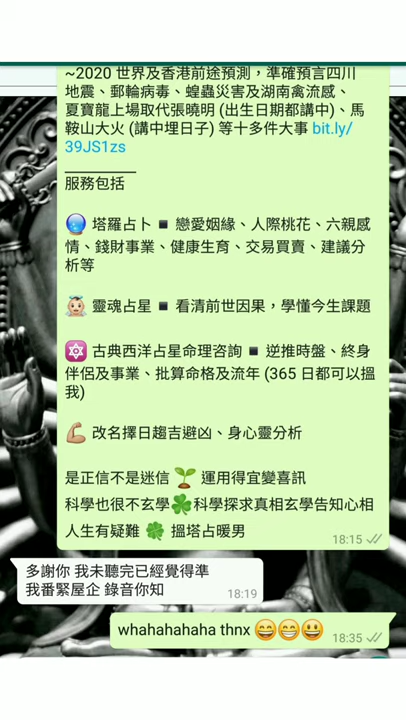 ~2020 世界及香港前途預測，準確預言四川
地震、郵輪病毒、蝗蟲災害及湖南禽流感、
夏寶龍上場取代張曉明 (出生日期都講中)、馬
鞍山大火 (講中埋日子) 等十多件大事 bit.ly/
39JS1zs
服務包括
🔮 塔羅占卜 ◾ 戀愛姻緣、人際桃花、六親感
情、錢財事業、健康生育、交易買賣、建議分
析等
👼🏼 靈魂占星 ◾ 看清前世因果，學懂今生課題
🔯 古典西洋占星命理咨詢 ◾ 逆推時盤、終身
伴侶及事業、批算命格及流年 (365 日都可以搵
我)
💪🏼 改名擇日趨吉避凶、身心靈分析
是正信不是迷信 🌱 運用得宜變喜訊
科學也很不玄學🍀科學探求真相玄學告知心相
人生有疑難 🍀 搵塔占暖男
18:15
多謝你 我未聽完已經覺得準
我番緊屋企 錄音你知
18:19
whahahahaha thnx 😄😁😃
18:35